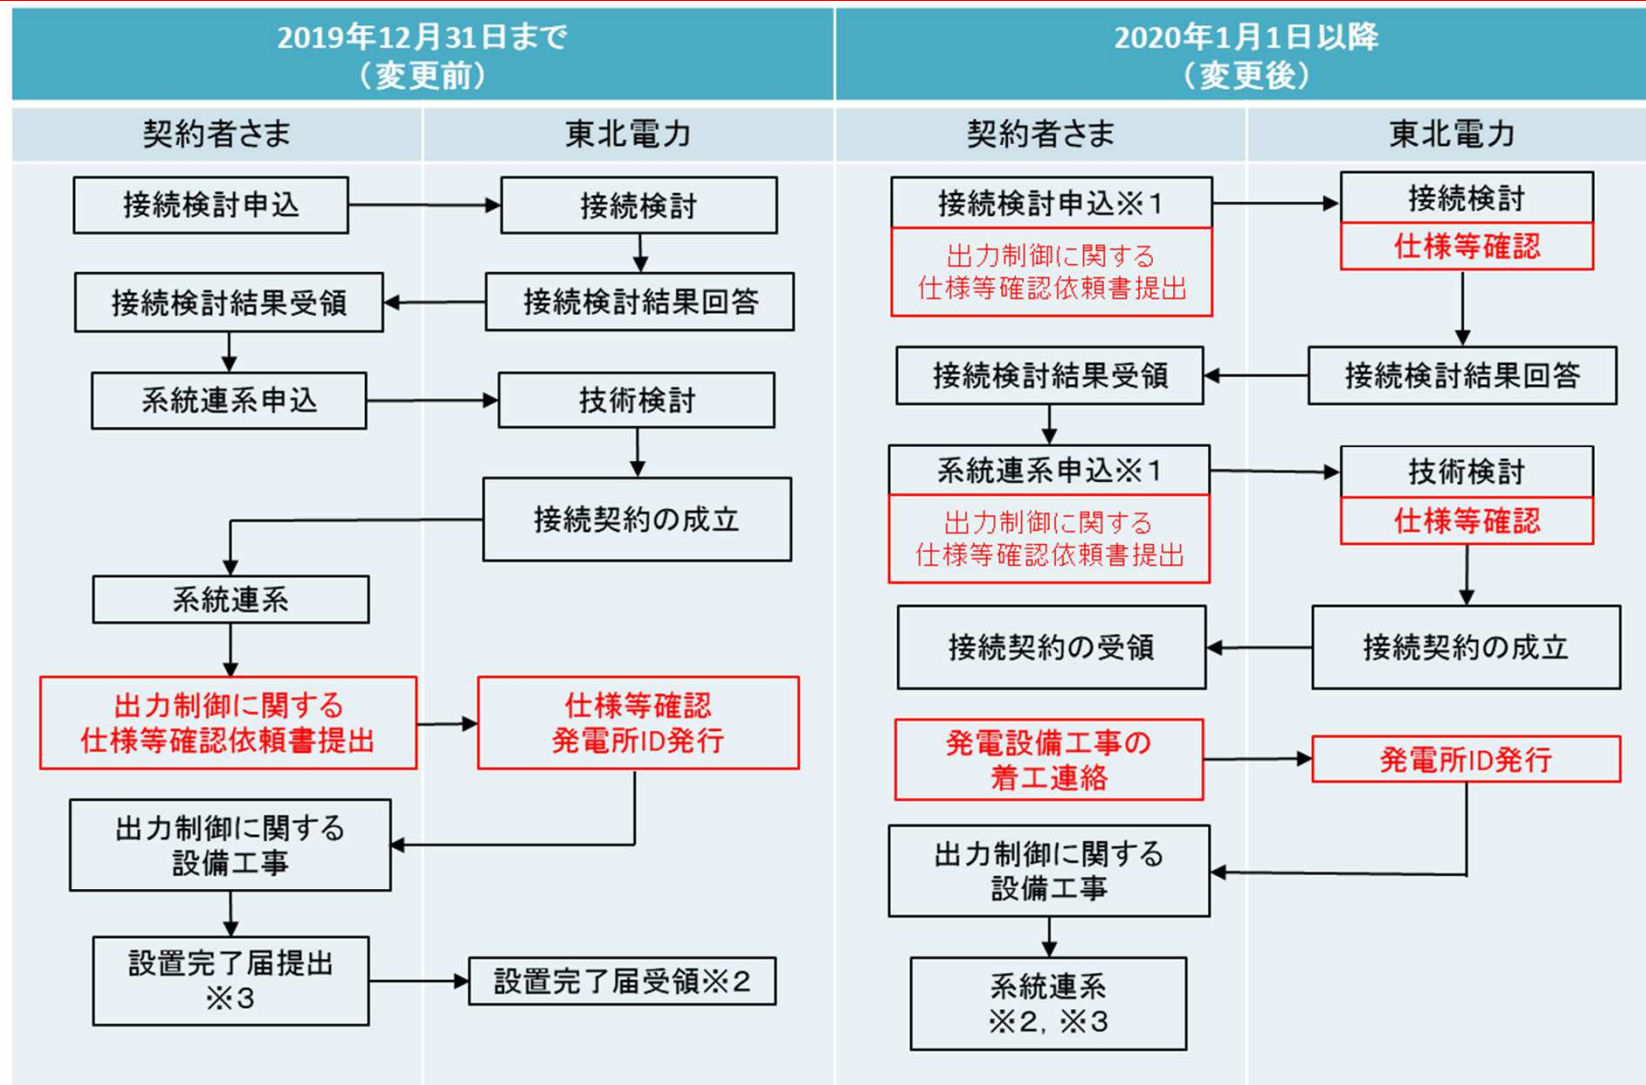 2019年12月31日まで
（変更前）
契約者さま
東北電力
接続検討申込
接続検討
接続検討結果受領
接続検討結果回答
系統連系申込
技術検討
接続契約の成立
系統連系
出力制御に関する
仕様等確認依頼書提出
仕様等確認
発電所ID発行
出力制御に関する
設備工事
設置完了届提出
※3
設置完了届受領※2
2020年1月1日以降
（変更後）
契約者さま
東北電力
接続検討申込※1
出力制御に関する
仕様等確認依頼書提出
接続検討
仕様等確認
接続検討結果受領
接続検討結果回答
系統連系申込※1
出力制御に関する
仕様等確認依頼書提出
技術検討
仕様等確認
接続契約の受領
接続契約の成立
発電設備工事の
着工連絡
発電所ID発行
出力制御に関する
設備工事
系統連系
※2，※3